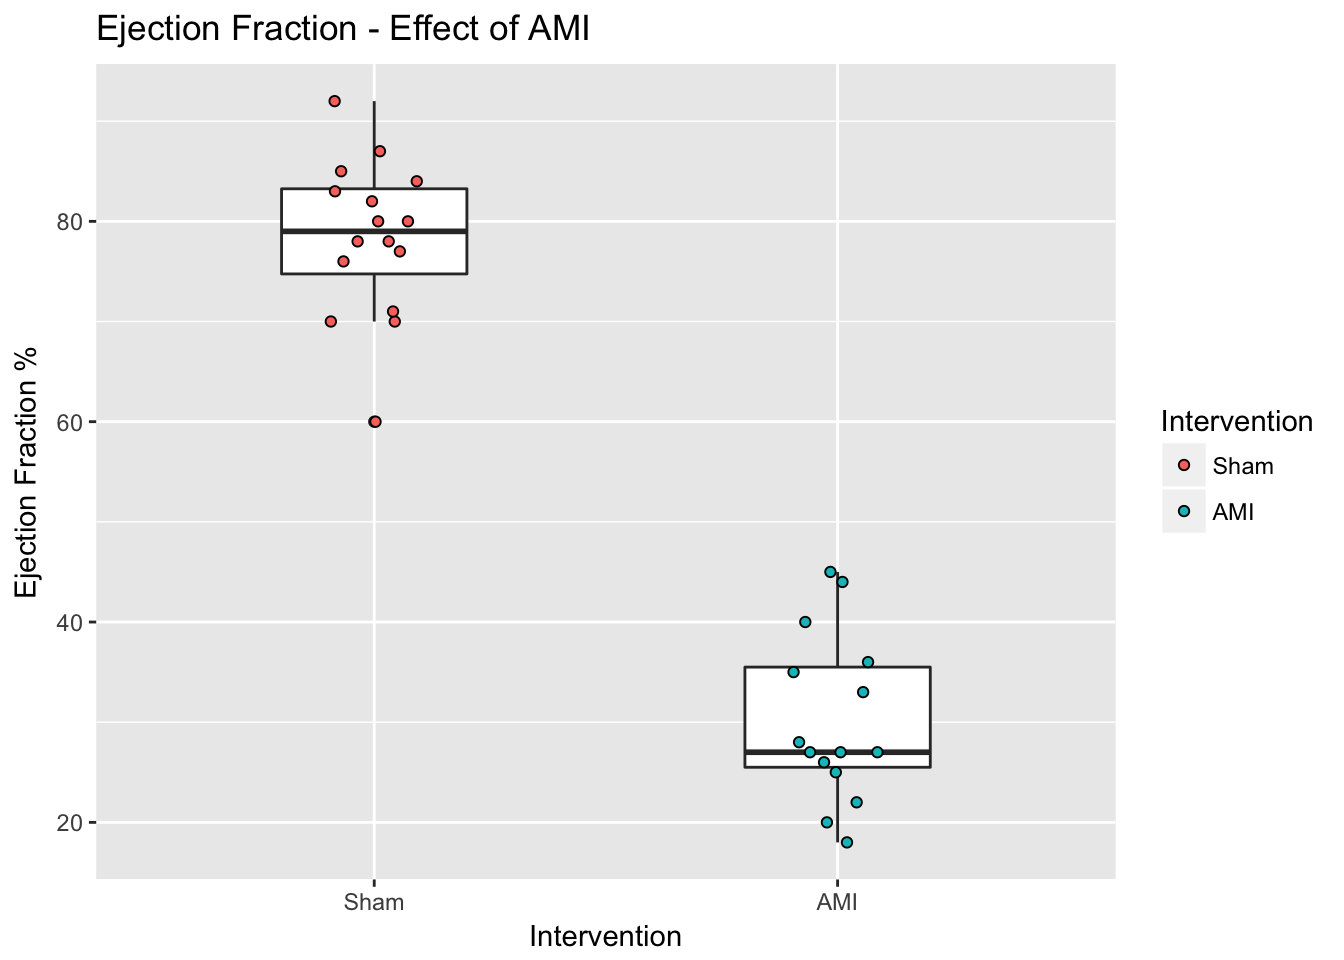 Ejection Fraction - Effect of AMI
Ejection Fraction %
80
60
40
20
Sham
AMI
Intervention
Intervention
Sham
AMI